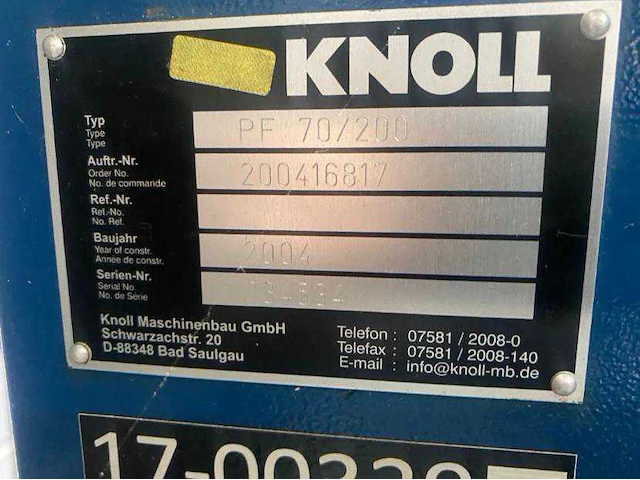 KNOLL
Typ
Type
Type
PF 70/200
Auftr.-Nr.
Order No.
No. de commande
200416817
Ref.-Nr.
Ref.-No.
No. Ref.
Baujahr
Year of constr.
Année de constr.
2004
Serien-Nr.
Serial No.
No. de Série
Knoll Maschinenbau GmbH
Schwarzachstr. 20
D-88348 Bad Saulgau
Telefon : 07581 / 2008-0
Telefax : 07581 / 2008-140
E-mail : info@knoll-mb.de